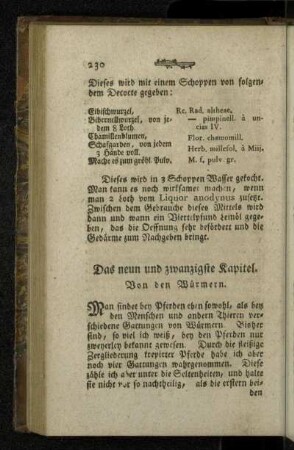 230
Dieses wird mit einem Schoppen von folgen-
dem Decocte gegeben:
Eibischwurzel, Rc. Rad. altheae.
Bibernellwurzel, von je- — pimpinell. à un-
dem 8 Loth ciis IV.
Chamillenblumen, Flor. chamomill.
Schafgarben, von jedem Herb. millefol. à Miij.
3 Hände voll.
Mache es zum gröbl. Pulv. M. f. pulv. gr.
Dieses wird in 3 Schoppen Wasser gekocht.
Man kann es noch wirksamer machen, wenn
man 2 Loth vom Liquor anodynus zusetzt.
Zwischen dem Gebrauche dieses Mittels wird
dann und wann ein Viertelpfund Leinöl gege-
ben, das die Oeffnung sehr befördert und die
Gedärme zum Nachgeben bringt.
Das neun und zwanzigste Kapitel.
Von den Würmern.
Man findet bey Pferden eben sowohl, als bey
den Menschen und andern Thieren ver-
schiedene Gattungen von Würmern. Bisher
sind, so viel ich weiß, bey den Pferden nur
zweyerley bekannt gewesen. Durch die fleißige
Zergliederung krepirter Pferde habe ich aber
noch vier Gattungen wahrgenommen. Diese
zähle ich aber unter die Seltenheiten, und halte
sie nicht vor so nachtheilig, als die erstern bei-
den